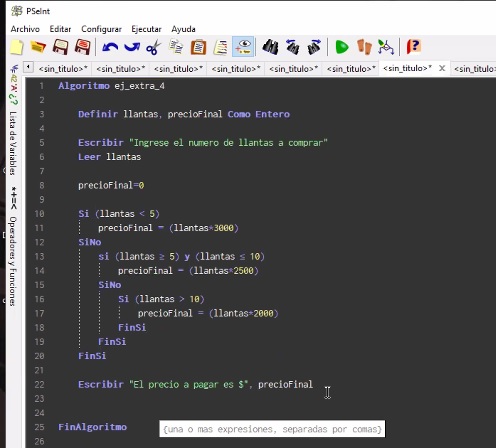 PSeInt
Archivo Editar Configurar Ejecutar Ayuda
<sin_titulo>* <sin_titulo>* <sin_titulo>* <sin_titulo>* <sin_titulo>* <sin_titulo>* <sin_titulo>* X <sin_titulo
Lista de Variables
*+=< Operadores y Funciones
1 Algoritmo ej_extra_4
2
3 Definir llantas, precioFinal Como Entero
4
5 Escribir "Ingrese el numero de llantas a comprar"
6 Leer llantas
7
8 precioFinal=0
9
10 Si (llantas < 5)
11 precioFinal = (llantas*3000)
12 SiNo
13 si (llantas ≥ 5) y (llantas ≤ 10)
14 precioFinal = (llantas*2500)
15 SiNo
16 Si (llantas > 10)
17 precioFinal = (llantas*2000)
18 FinSi
19 FinSi
20 FinSi
21
22 Escribir "El precio a pagar es $", precioFinal
23
24
25 FinAlgoritmo
{una o mas expresiones, separadas por comas}
26